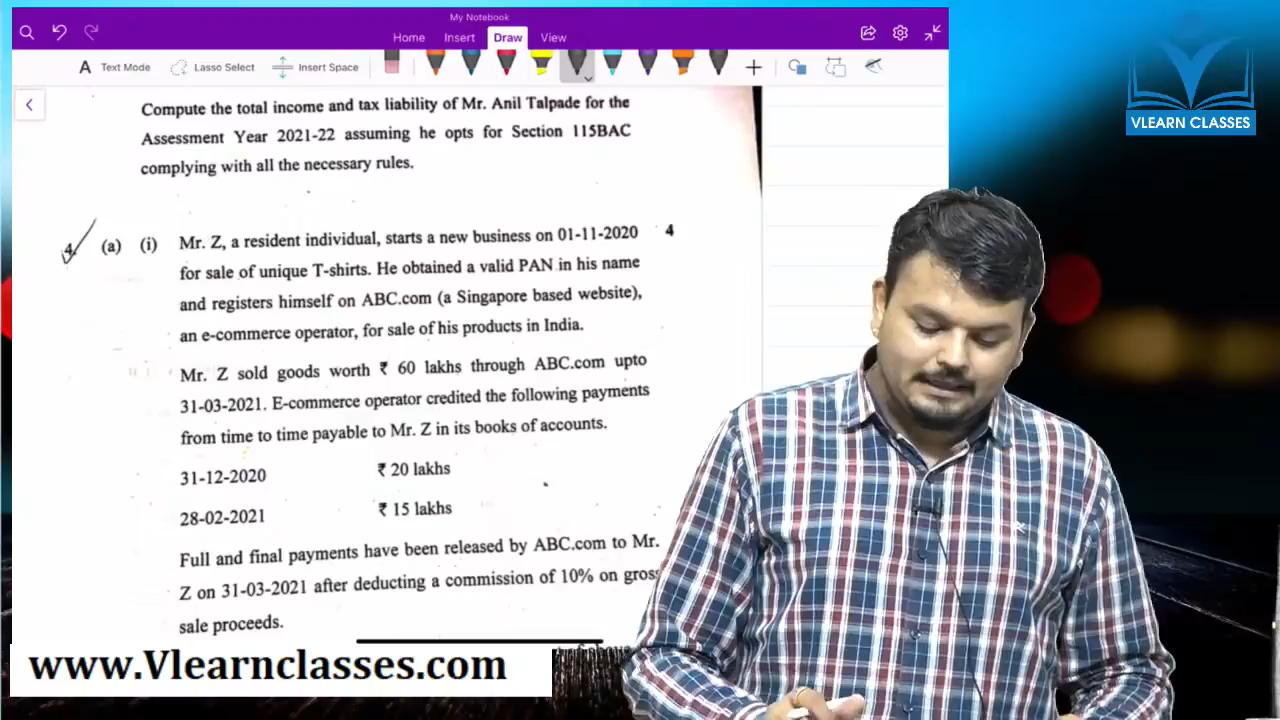 My Notebook
Home Insert Draw View
A Text Mode Lasso Select Insert Space
VLEARN CLASSES
Compute the total income and tax liability of Mr. Anil Talpade for the
Assessment Year 2021-22 assuming he opts for Section 115BAC
complying with all the necessary rules.
4 (a) (i) Mr. Z, a resident individual, starts a new business on 01-11-2020 4
for sale of unique T-shirts. He obtained a valid PAN in his name
and registers himself on ABC.com (a Singapore based website),
an e-commerce operator, for sale of his products in India.
Mr. Z sold goods worth ₹ 60 lakhs through ABC.com upto
31-03-2021. E-commerce operator credited the following payments
from time to time payable to Mr. Z in its books of accounts.
31-12-2020 ₹ 20 lakhs
28-02-2021 ₹ 15 lakhs
Full and final payments have been released by ABC.com to Mr.
Z on 31-03-2021 after deducting a commission of 10% on gross
sale proceeds.
www.Vlearnclasses.com